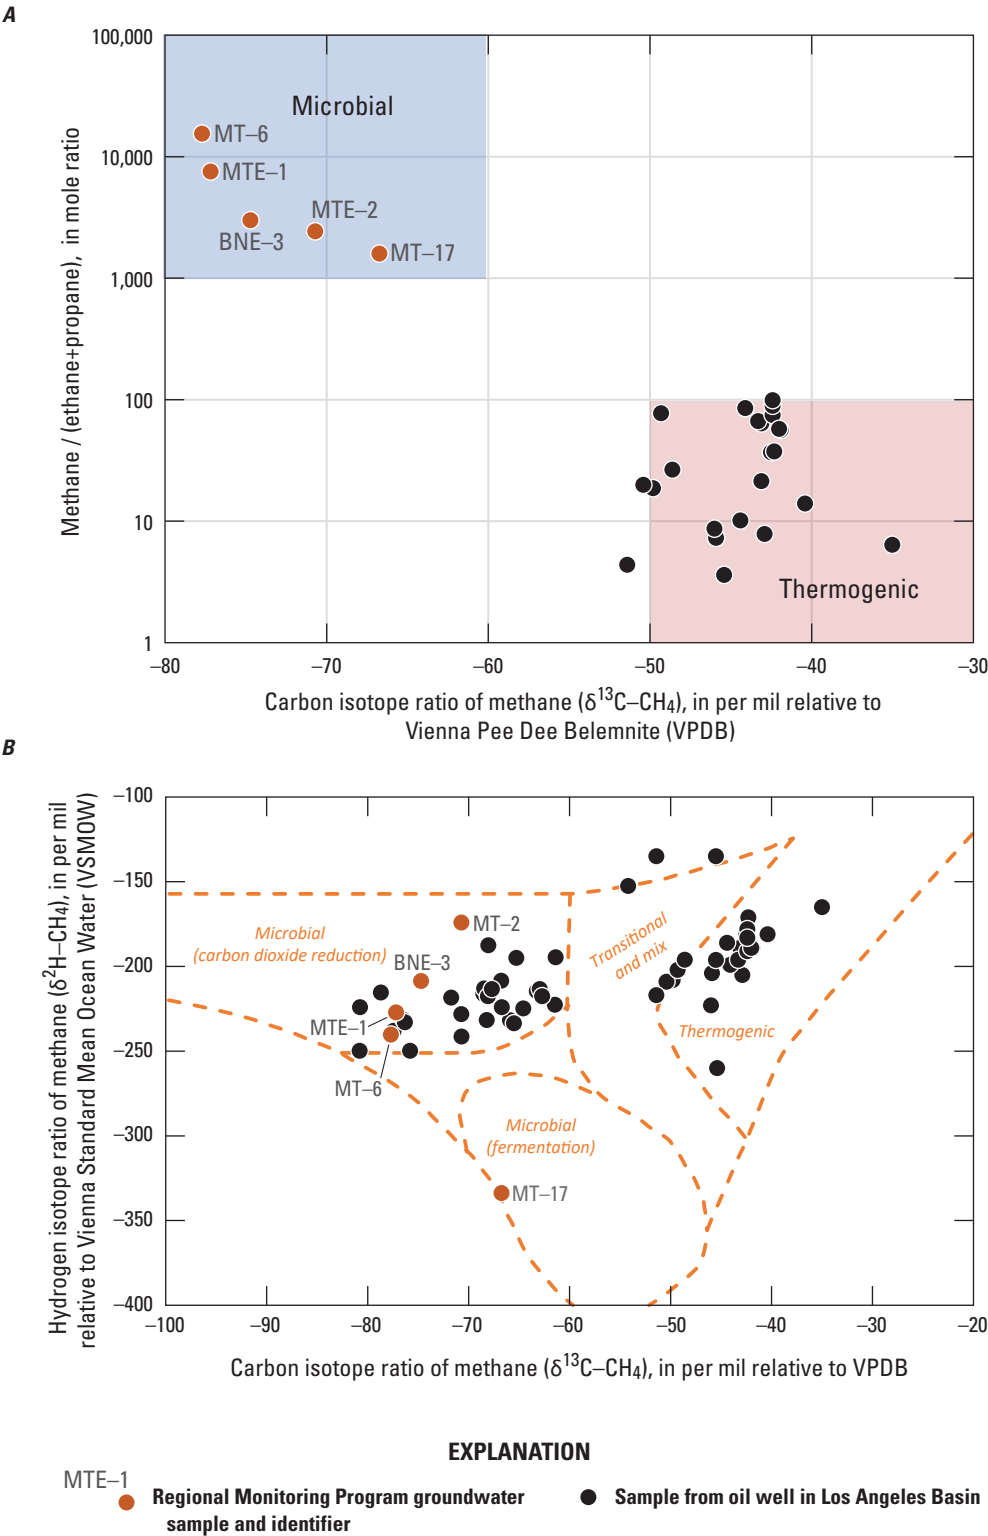 A
100,000
10,000
1,000
100
10
1
Methane / (ethane+propane), in mole ratio
Microbial
MT–6
MTE–1
MTE–2
BNE–3
MT–17
Thermogenic
–80
–70
–60
–50
–40
–30
Carbon isotope ratio of methane (δ¹³C–CH₄), in per mil relative to
Vienna Pee Dee Belemnite (VPDB)
B
–100
–150
–200
–250
–300
–350
–400
Hydrogen isotope ratio of methane (δ²H–CH₄), in per mil
relative to Vienna Standard Mean Ocean Water (VSMOW)
Microbial
(carbon dioxide reduction)
MT–2
BNE–3
MTE–1
MT–6
Transitional
and mix
Thermogenic
Microbial
(fermentation)
MT–17
–100
–90
–80
–70
–60
–50
–40
–30
–20
Carbon isotope ratio of methane (δ¹³C–CH₄), in per mil relative to VPDB
EXPLANATION
MTE–1
Regional Monitoring Program groundwater
sample and identifier
Sample from oil well in Los Angeles Basin